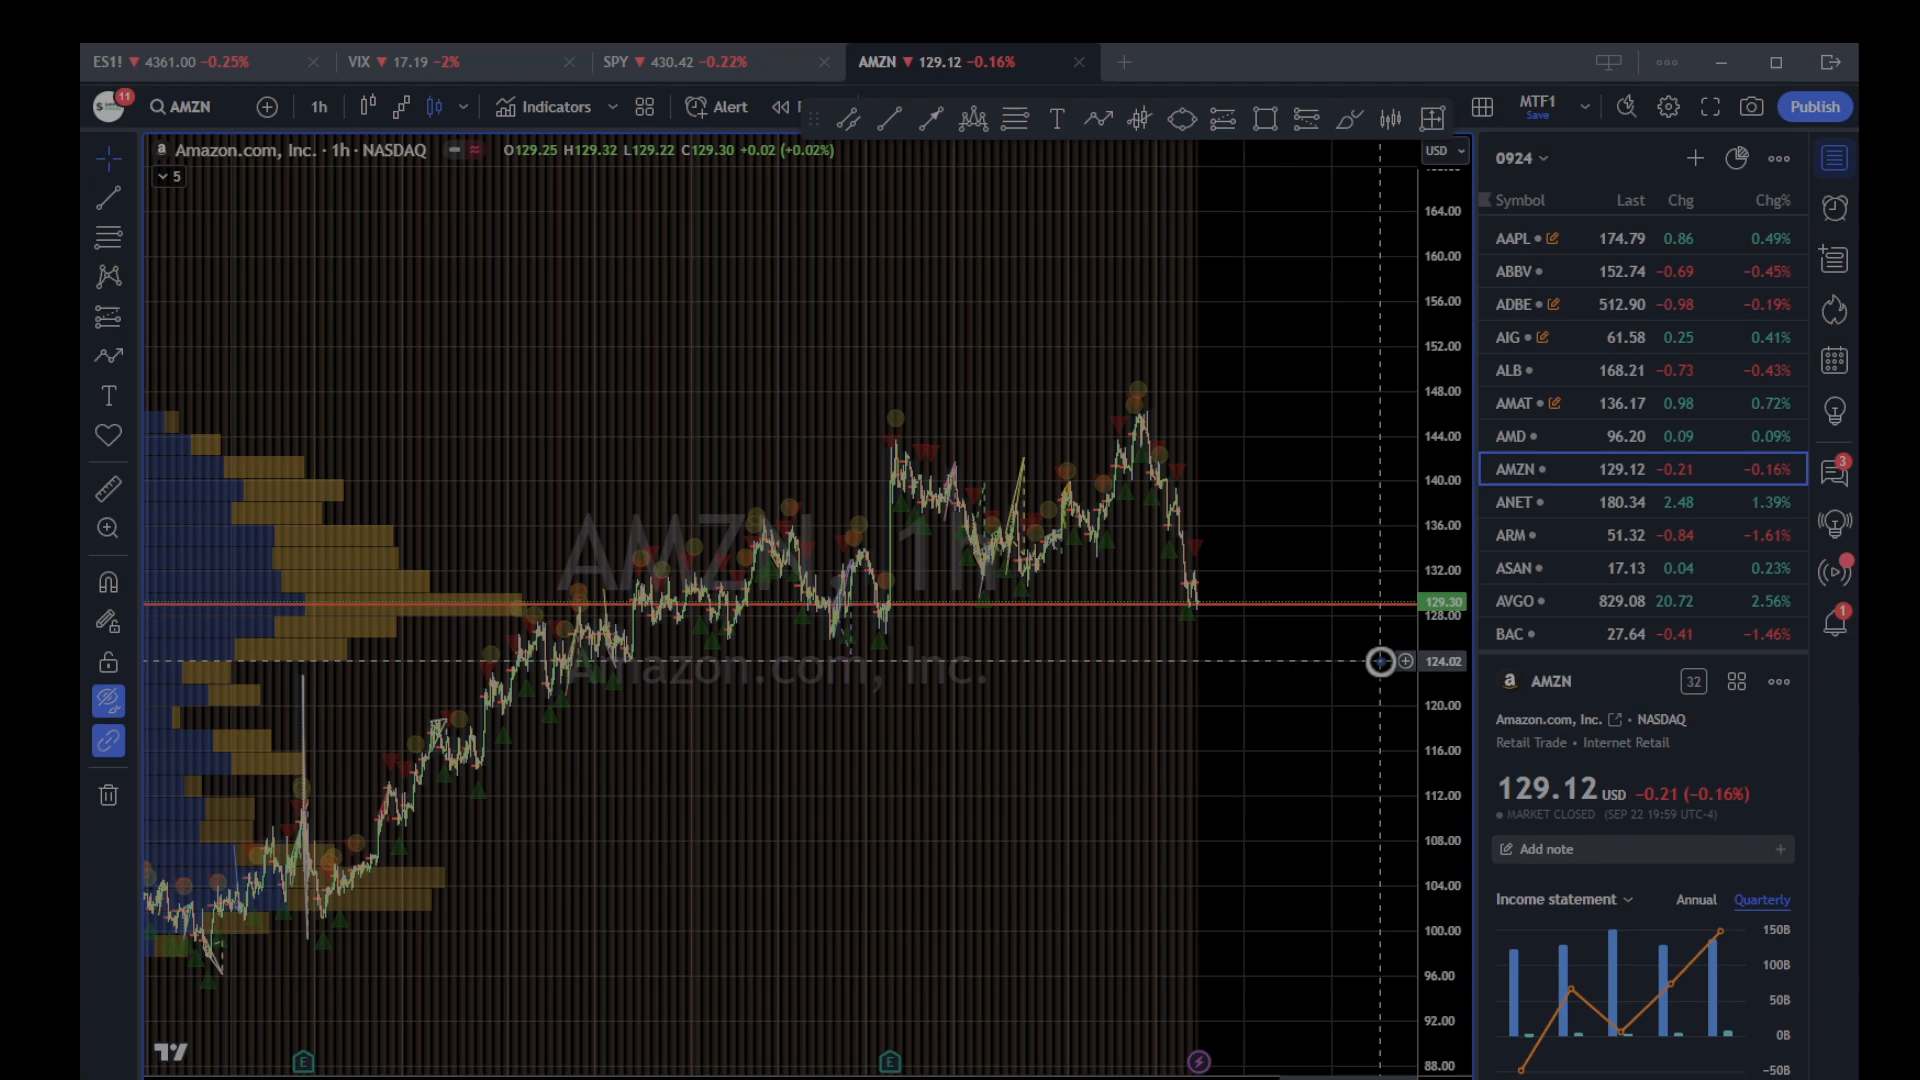 ES1! ▼ 4361.00 −0.25%
VIX ▼ 17.19 −2%
SPY ▼ 430.42 −0.22%
AMZN ▼ 129.12 −0.16%
11
AMZN
1h
Indicators
Alert
MTF1
Save
Publish
Amazon.com, Inc. · 1h · NASDAQ
O129.25 H129.32 L129.22 C129.30 +0.02 (+0.02%)
5
USD
164.00
160.00
156.00
152.00
148.00
144.00
140.00
136.00
132.00
129.30
128.00
124.02
120.00
116.00
112.00
108.00
104.00
100.00
96.00
92.00
88.00
AMZN, 1h
Amazon.com, Inc.
E
E
0924
Symbol Last Chg Chg%
AAPL 174.79 0.86 0.49%
ABBV 152.74 −0.69 −0.45%
ADBE 512.90 −0.98 −0.19%
AIG 61.58 0.25 0.41%
ALB 168.21 −0.73 −0.43%
AMAT 136.17 0.98 0.72%
AMD 96.20 0.09 0.09%
AMZN 129.12 −0.21 −0.16%
ANET 180.34 2.48 1.39%
ARM 51.32 −0.84 −1.61%
ASAN 17.13 0.04 0.23%
AVGO 829.08 20.72 2.56%
BAC 27.64 −0.41 −1.46%
a AMZN
32
Amazon.com, Inc. · NASDAQ
Retail Trade • Internet Retail
129.12 USD −0.21 (−0.16%)
MARKET CLOSED (SEP 22 19:59 UTC-4)
Add note
Income statement
Annual
Quarterly
150B
100B
50B
0B
−50B
3
1